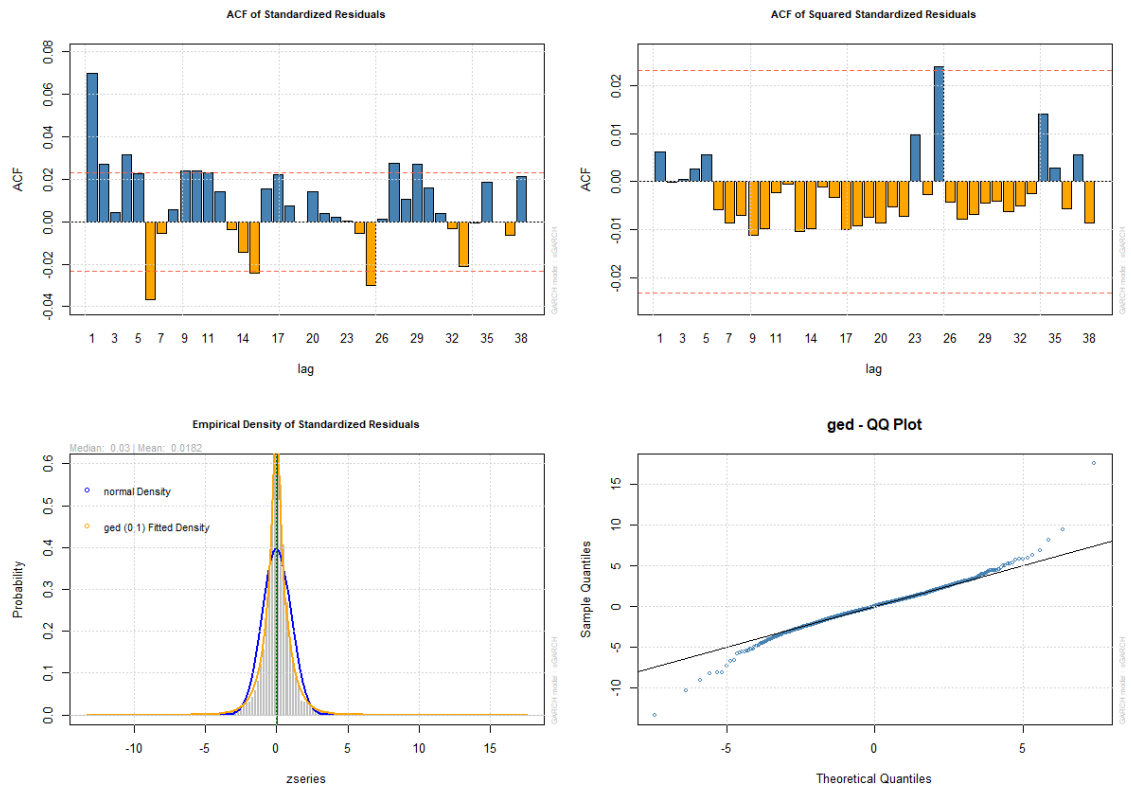 ACF of Standardized Residuals
0.08
0.06
0.04
0.02
0.00
-0.02
-0.04
ACF
1 3 5 7 9 11 14 17 20 23 26 29 32 35 38
lag
GARCH model : sGARCH
ACF of Squared Standardized Residuals
0.02
0.01
0.00
-0.01
-0.02
ACF
1 3 5 7 9 11 14 17 20 23 26 29 32 35 38
lag
GARCH model : sGARCH
Empirical Density of Standardized Residuals
Median: 0.03 | Mean: 0.0182
normal Density
ged (0,1) Fitted Density
0.6
0.5
0.4
0.3
0.2
0.1
0.0
Probability
-10 -5 0 5 10 15
zseries
GARCH model : sGARCH
ged - QQ Plot
15
10
5
0
-5
-10
Sample Quantiles
-5 0 5
Theoretical Quantiles
GARCH model : sGARCH